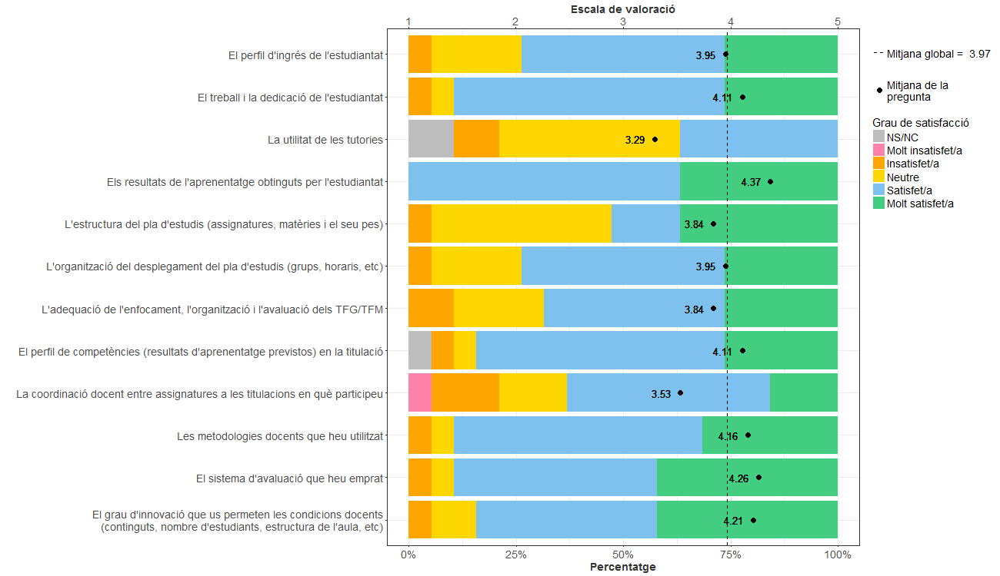 Escala de valoració
1 2 3 4 5
El perfil d'ingrés de l'estudiantat
3.95
El treball i la dedicació de l'estudiantat
4.11
La utilitat de les tutories
3.29
Els resultats de l'aprenentatge obtinguts per l'estudiantat
4.37
L'estructura del pla d'estudis (assignatures, matèries i el seu pes)
3.84
L'organització del desplegament del pla d'estudis (grups, horaris, etc)
3.95
L'adequació de l'enfocament, l'organització i l'avaluació dels TFG/TFM
3.84
El perfil de competències (resultats d'aprenentatge previstos) en la titulació
4.11
La coordinació docent entre assignatures a les titulacions en què participeu
3.53
Les metodologies docents que heu utilitzat
4.16
El sistema d'avaluació que heu emprat
4.26
El grau d'innovació que us permeten les condicions docents
(continguts, nombre d'estudiants, estructura de l'aula, etc)
4.21
0% 25% 50% 75% 100%
Percentatge
Mitjana global = 3.97
Mitjana de la
pregunta
Grau de satisfacció
NS/NC
Molt insatisfet/a
Insatisfet/a
Neutre
Satisfet/a
Molt satisfet/a